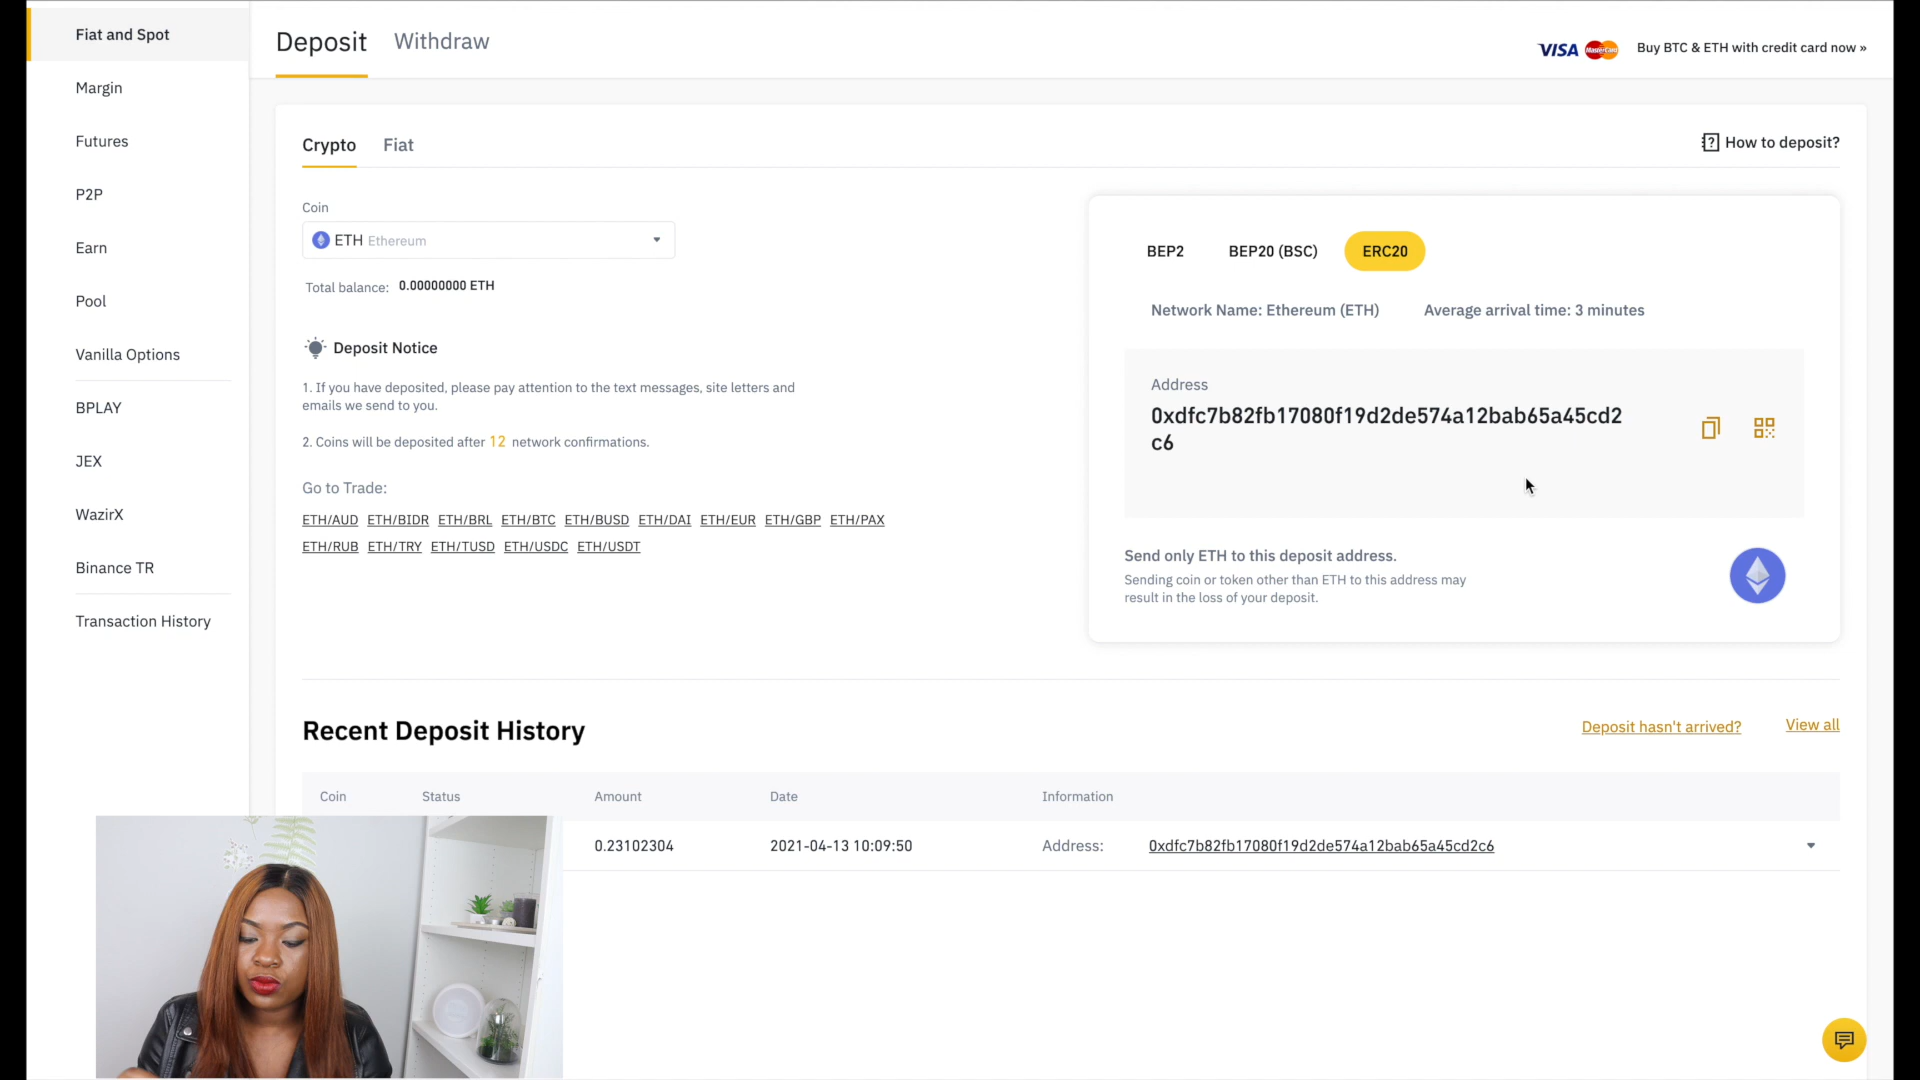 Fiat and Spot
Margin
Futures
P2P
Earn
Pool
Vanilla Options
BPLAY
JEX
WazirX
Binance TR
Transaction History
Deposit Withdraw
VISA MasterCard Buy BTC & ETH with credit card now »
Crypto Fiat
How to deposit?
Coin
ETH Ethereum
Total balance: 0.00000000 ETH
Deposit Notice
1. If you have deposited, please pay attention to the text messages, site letters and
emails we send to you.
2. Coins will be deposited after 12 network confirmations.
Go to Trade:
ETH/AUD ETH/BIDR ETH/BRL ETH/BTC ETH/BUSD ETH/DAI ETH/EUR ETH/GBP ETH/PAX
ETH/RUB ETH/TRY ETH/TUSD ETH/USDC ETH/USDT
BEP2 BEP20 (BSC) ERC20
Network Name: Ethereum (ETH) Average arrival time: 3 minutes
Address
0xdfc7b82fb17080f19d2de574a12bab65a45cd2
c6
Send only ETH to this deposit address.
Sending coin or token other than ETH to this address may
result in the loss of your deposit.
Recent Deposit History
Deposit hasn't arrived? View all
Coin Status Amount Date Information
0.23102304 2021-04-13 10:09:50 Address: 0xdfc7b82fb17080f19d2de574a12bab65a45cd2c6